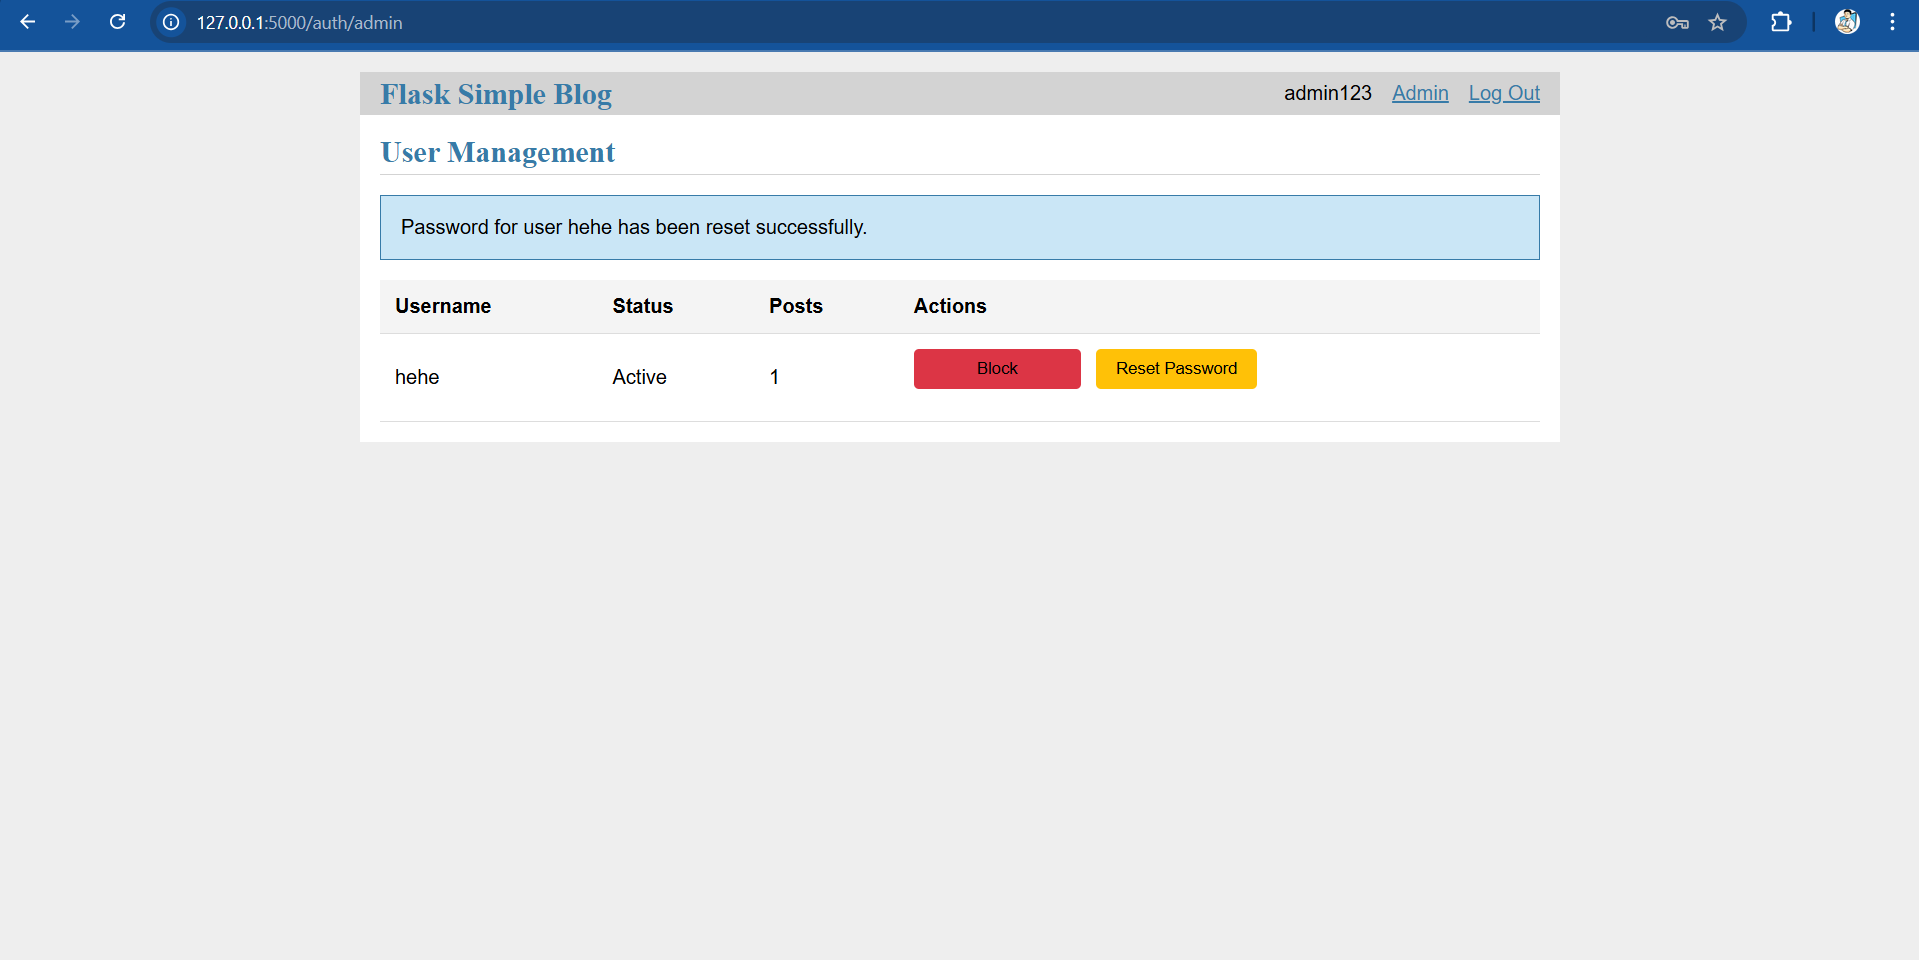 127.0.0.1:5000/auth/admin
Flask Simple Blog admin123 Admin Log Out
User Management
Password for user hehe has been reset successfully.
Username Status Posts Actions
hehe Active 1 Block Reset Password